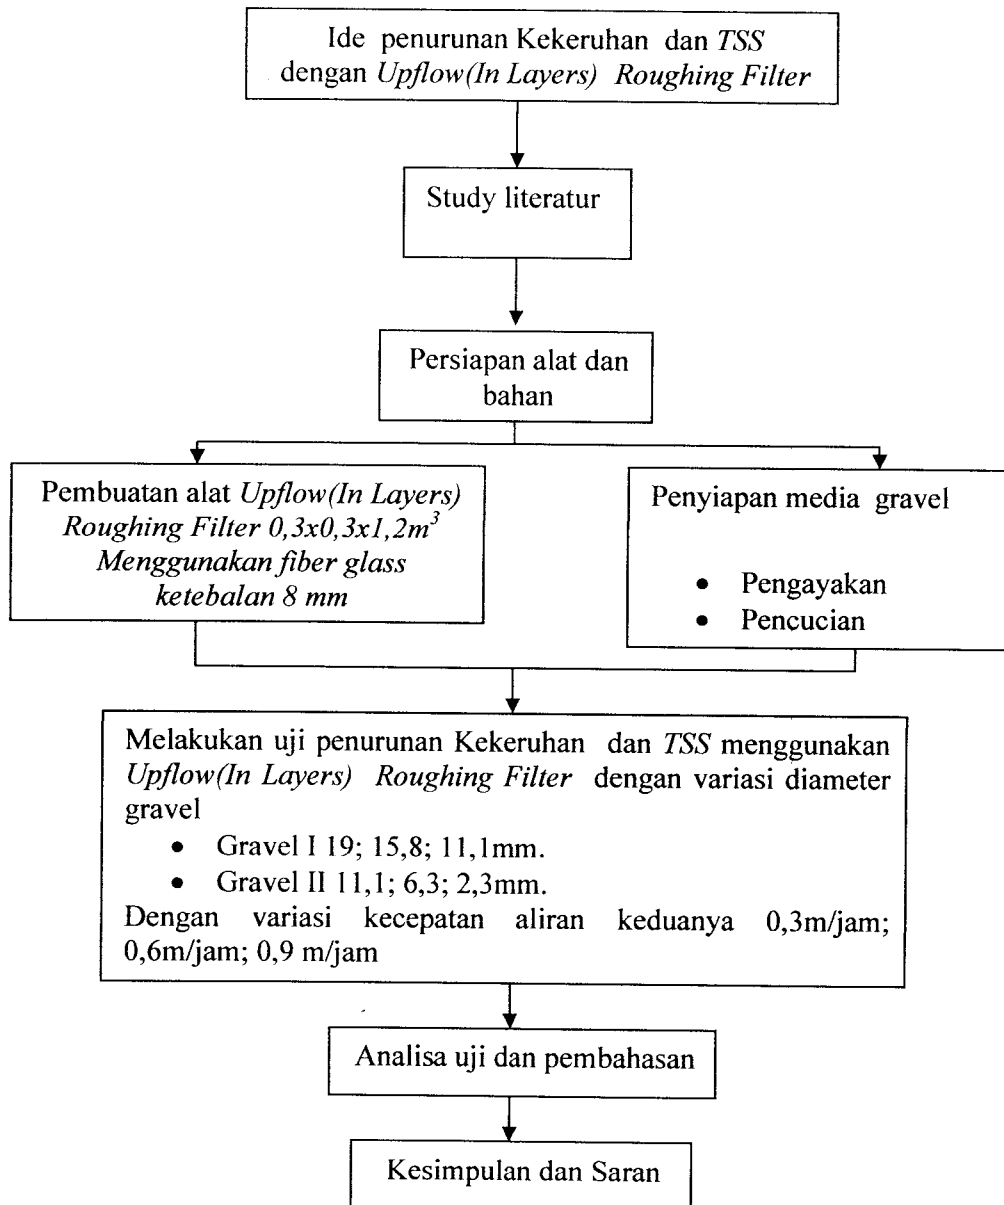 Ide penurunan Kekeruhan dan TSS
dengan Upflow(In Layers) Roughing Filter
Study literatur
Persiapan alat dan
bahan
Pembuatan alat Upflow(In Layers)
Roughing Filter 0,3x0,3x1,2m³
Menggunakan fiber glass
ketebalan 8 mm
Penyiapan media gravel
• Pengayakan
• Pencucian
Melakukan uji penurunan Kekeruhan dan TSS menggunakan
Upflow(In Layers) Roughing Filter dengan variasi diameter
gravel
• Gravel I 19; 15,8; 11,1mm.
• Gravel II 11,1; 6,3; 2,3mm.
Dengan variasi kecepatan aliran keduanya 0,3m/jam;
0,6m/jam; 0,9 m/jam
Analisa uji dan pembahasan
Kesimpulan dan Saran